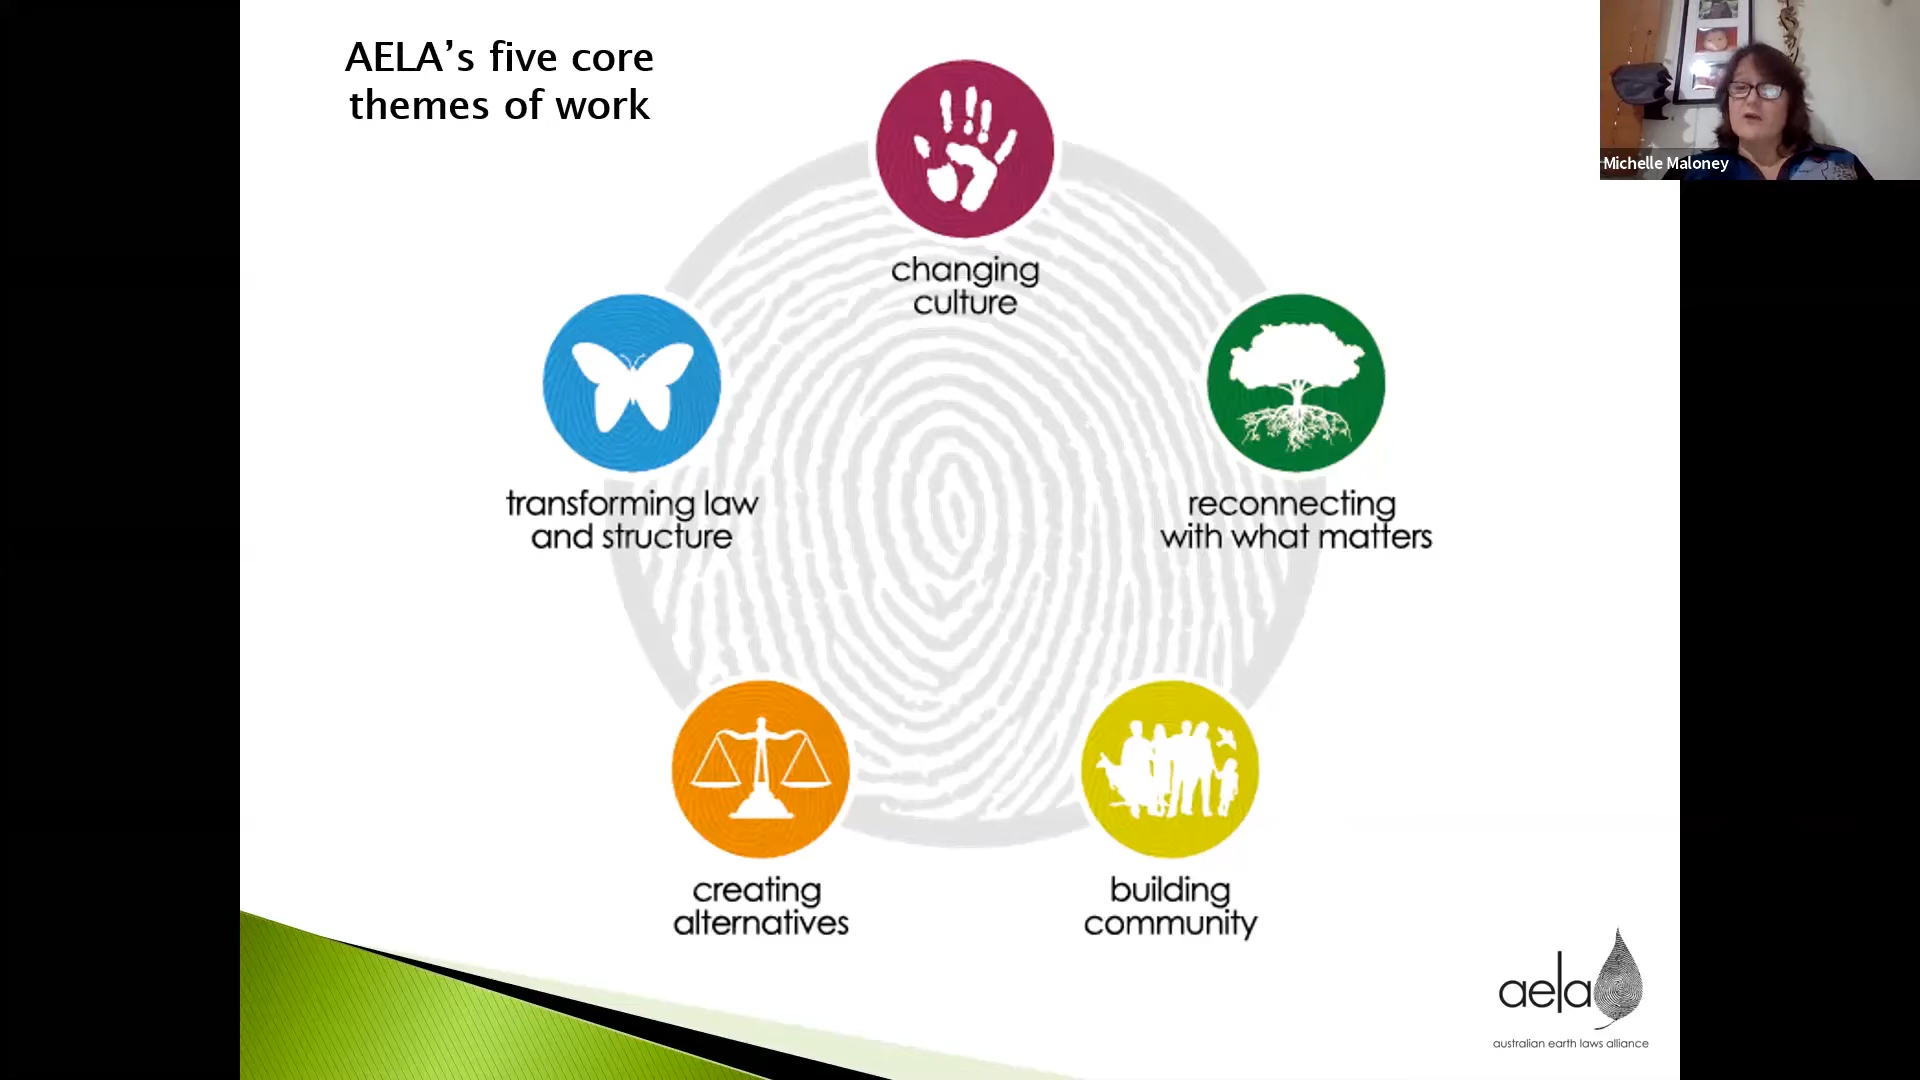 AELA’s five core
themes of work
Michelle Maloney
changing
culture
transforming law
and structure
reconnecting
with what matters
creating
alternatives
building
community
aela
australian earth laws alliance